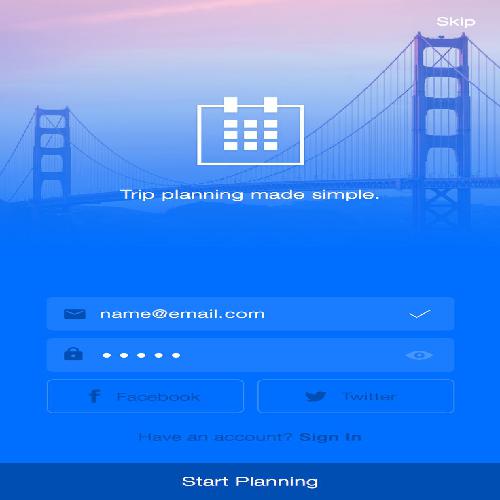 Skip
Trip planning made simple.
name@email.com
Facebook
Twitter
Have an account? Sign In
Start Planning